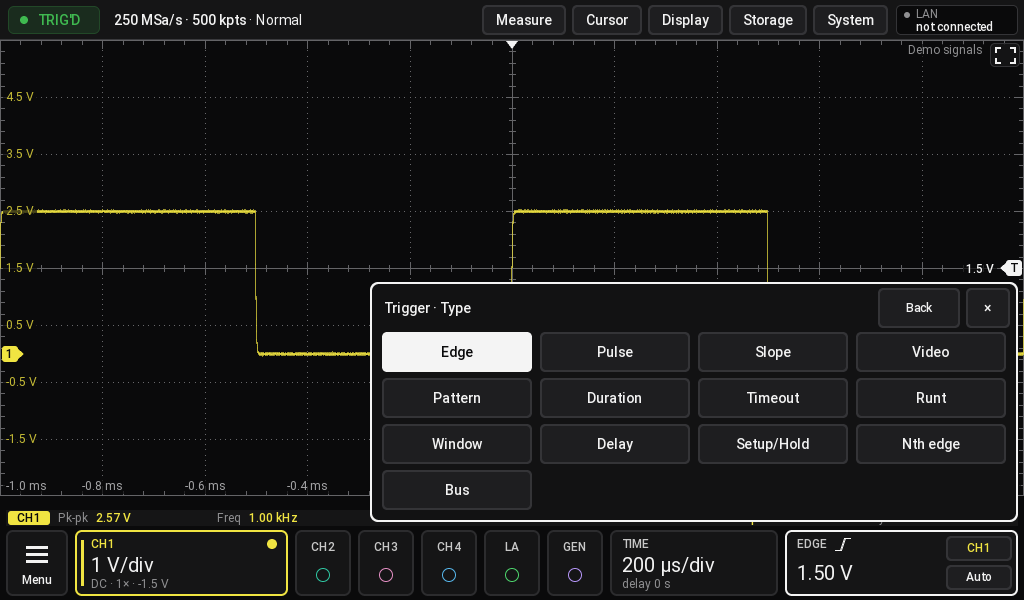 TRIG'D
250 MSa/s · 500 kpts · Normal
Measure
Cursor
Display
Storage
System
LAN
not connected
Demo signals
4.5 V
3.5 V
2.5 V
1.5 V
1.5 V
T
0.5 V
1
-0.5 V
-1.5 V
-1.0 ms
-0.8 ms
-0.6 ms
-0.4 ms
Trigger · Type
Back
×
Edge
Pulse
Slope
Video
Pattern
Duration
Timeout
Runt
Window
Delay
Setup/Hold
Nth edge
Bus
CH1
Pk-pk 2.57 V
Freq 1.00 kHz
Menu
CH1
1 V/div
DC · 1× · -1.5 V
CH2
CH3
CH4
LA
GEN
TIME
200 µs/div
delay 0 s
EDGE
1.50 V
CH1
Auto